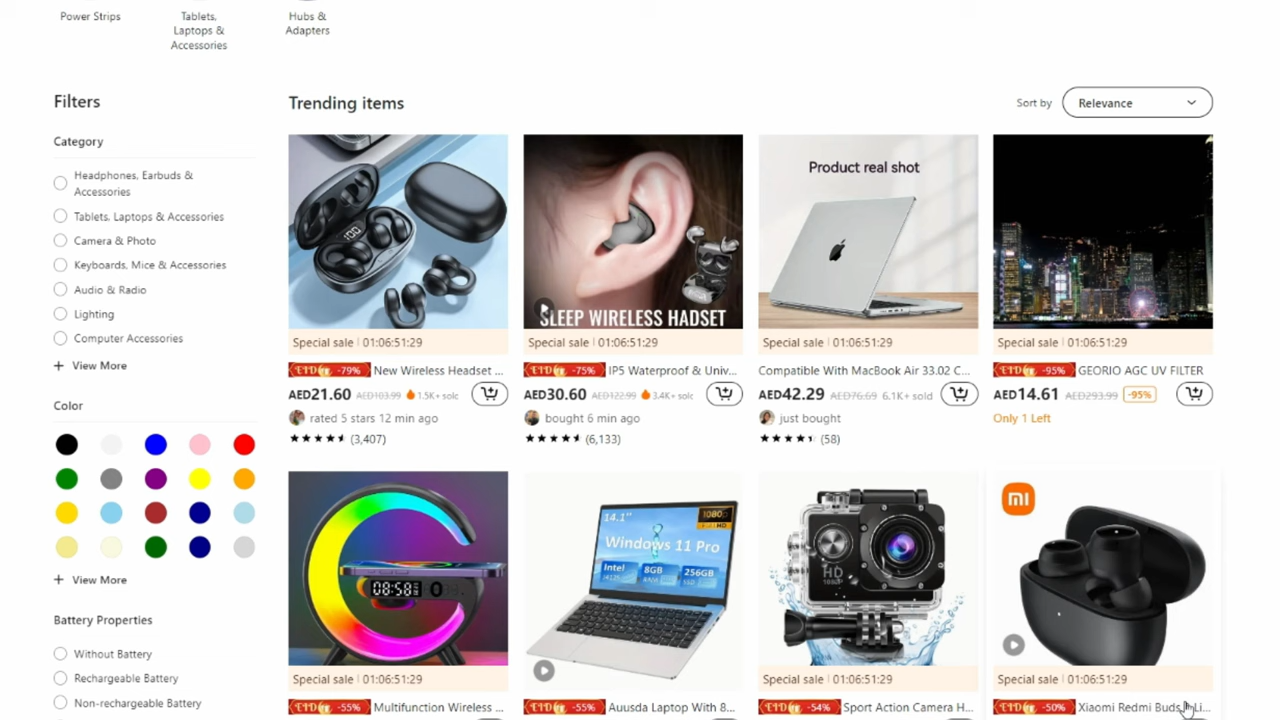 Power Strips
Tablets,
Laptops &
Accessories
Hubs &
Adapters
Filters
Category
Headphones, Earbuds &
Accessories
Tablets, Laptops & Accessories
Camera & Photo
Keyboards, Mice & Accessories
Audio & Radio
Lighting
Computer Accessories
+ View More
Color
+ View More
Battery Properties
Without Battery
Rechargeable Battery
Non-rechargeable Battery
Trending items
Sort by
Relevance
100
Special sale | 01:06:51:29
-79% New Wireless Headset ...
AED21.60 AED103.99 1.5K+ solc
rated 5 stars 12 min ago
(3,407)
SLEEP WIRELESS HADSET
Special sale | 01:06:51:29
-75% IP5 Waterproof & Univ...
AED30.60 AED122.99 3.4K+ solc
bought 6 min ago
(6,133)
Product real shot
Special sale | 01:06:51:29
Compatible With MacBook Air 33.02 C...
AED42.29 AED76.69 6.1K+ sold
just bought
(58)
Special sale | 01:06:51:29
-95% GEORIO AGC UV FILTER
AED14.61 AED293.99 -95%
Only 1 Left
08:58
Special sale | 01:06:51:29
-55% Multifunction Wireless ...
14.1"
1080p
Windows 11 Pro
Intel
8GB
256GB
Special sale | 01:06:51:29
-55% Auusda Laptop With 8...
HD
1080P
Special sale | 01:06:51:29
-54% Sport Action Camera H...
mi
Special sale | 01:06:51:29
-50% Xiaomi Redmi Buds Li...